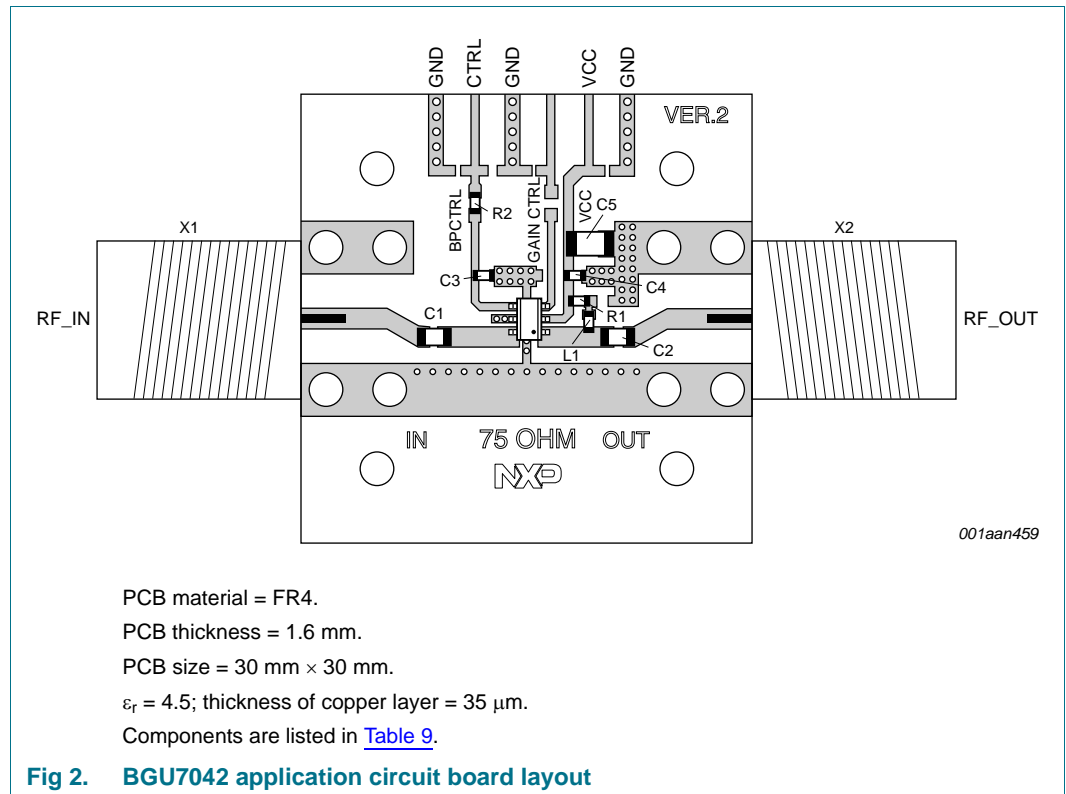 GND
CTRL
GND
VCC
GND
VER.2
BPCTRL
R2
GAIN CTRL
VCC
C5
X1
X2
C3
C4
RF_IN
C1
R1
RF_OUT
L1
C2
IN 75 OHM OUT
NXP
001aan459
PCB material = FR4.
PCB thickness = 1.6 mm.
PCB size = 30 mm × 30 mm.
εr = 4.5; thickness of copper layer = 35 μm.
Components are listed in Table 9.
Fig 2. BGU7042 application circuit board layout